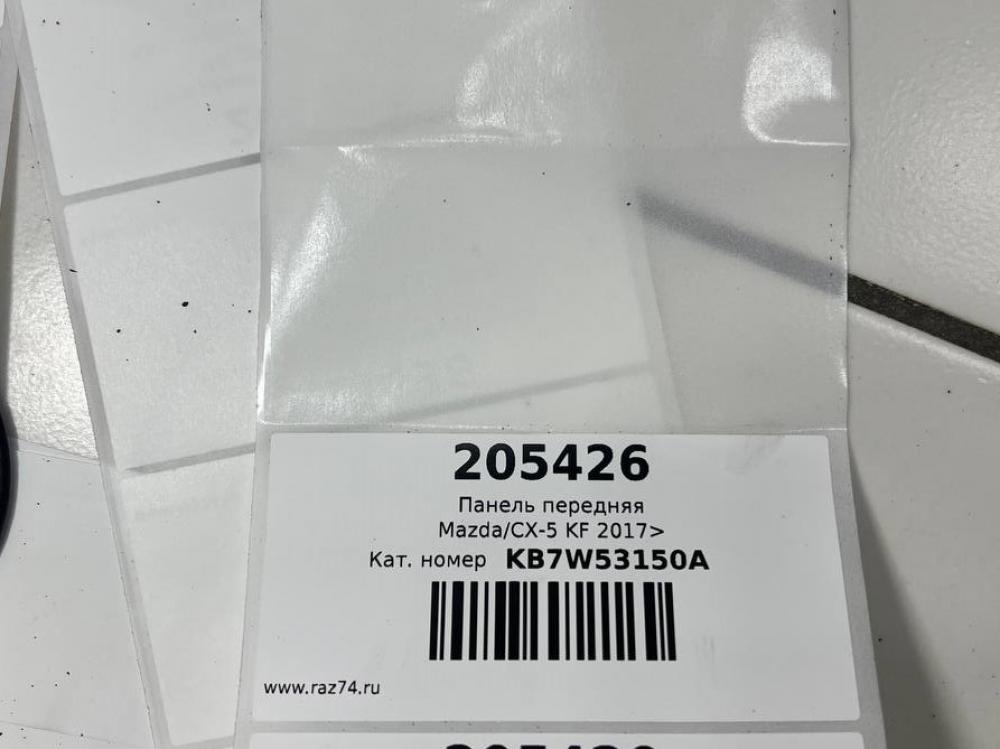 205426
Панель передняя
Mazda/CX-5 KF 2017>
Кат. номер KB7W53150A
www.raz74.ru